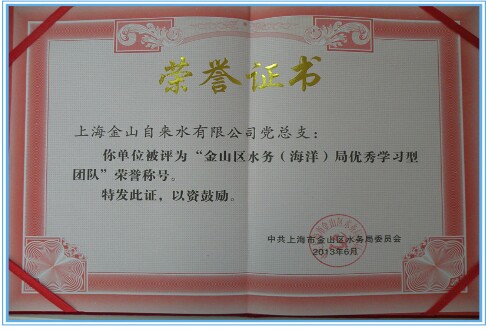 荣誉证书
上海金山自来水有限公司党总支：
你单位被评为“金山区水务（海洋）局优秀学习型
团队”荣誉称号。
特发此证，以资鼓励。
中共上海市金山区水务局委员会
2013年6月